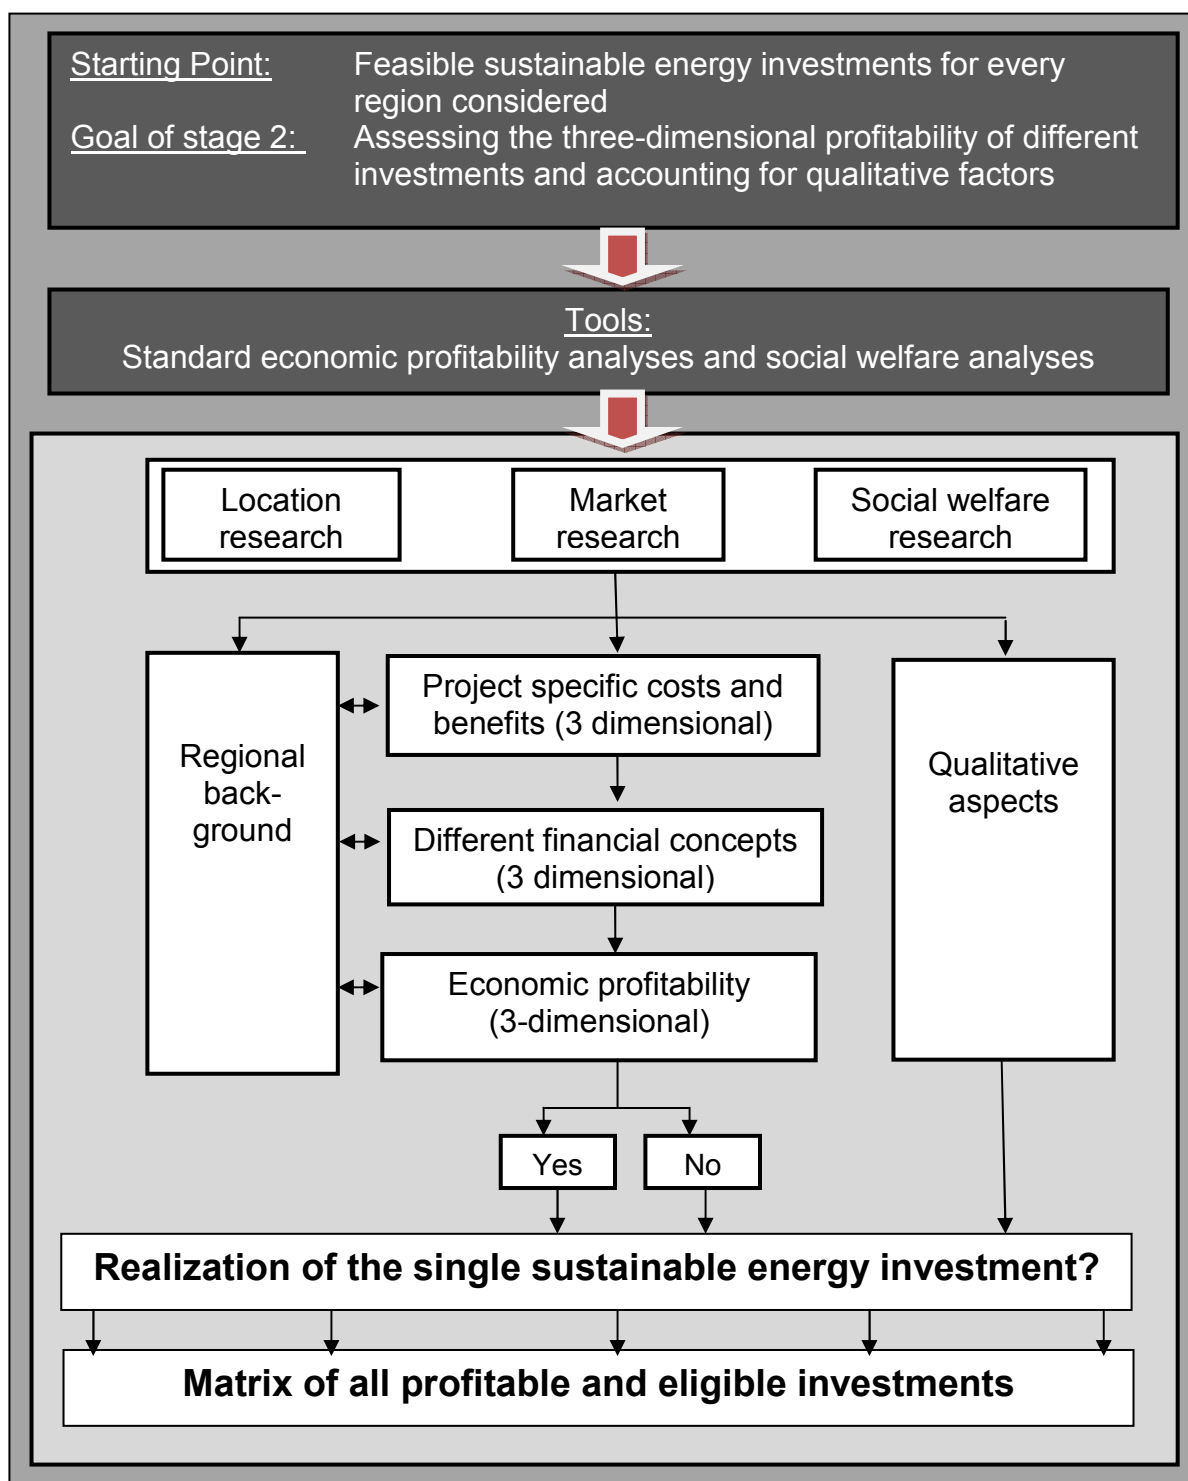 Starting Point: Feasible sustainable energy investments for every
region considered
Goal of stage 2: Assessing the three-dimensional profitability of different
investments and accounting for qualitative factors
Tools:
Standard economic profitability analyses and social welfare analyses
Location
research
Market
research
Social welfare
research
Regional
back-
ground
Project specific costs and
benefits (3 dimensional)
Different financial concepts
(3 dimensional)
Economic profitability
(3-dimensional)
Qualitative
aspects
Yes
No
Realization of the single sustainable energy investment?
Matrix of all profitable and eligible investments